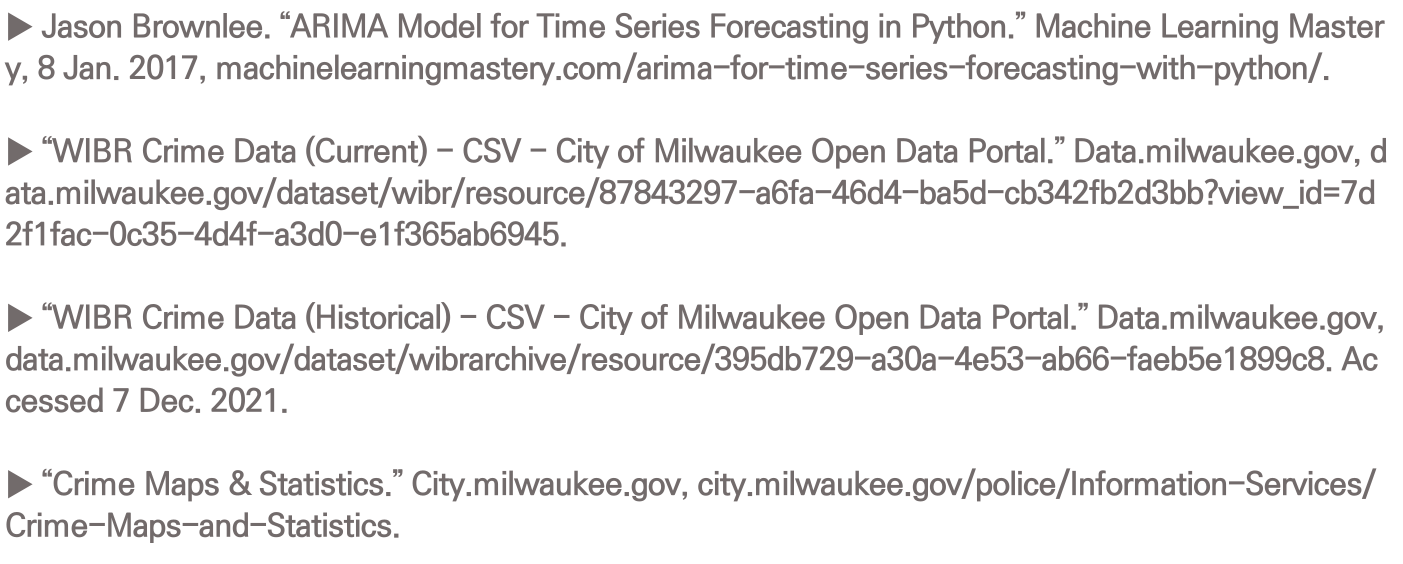 ▶ Jason Brownlee. “ARIMA Model for Time Series Forecasting in Python.” Machine Learning Master
y, 8 Jan. 2017, machinelearningmastery.com/arima-for-time-series-forecasting-with-python/.
▶ “WIBR Crime Data (Current) - CSV - City of Milwaukee Open Data Portal.” Data.milwaukee.gov, d
ata.milwaukee.gov/dataset/wibr/resource/87843297-a6fa-46d4-ba5d-cb342fb2d3bb?view_id=7d
2f1fac-0c35-4d4f-a3d0-e1f365ab6945.
▶ “WIBR Crime Data (Historical) - CSV - City of Milwaukee Open Data Portal.” Data.milwaukee.gov,
data.milwaukee.gov/dataset/wibrarchive/resource/395db729-a30a-4e53-ab66-faeb5e1899c8. Ac
cessed 7 Dec. 2021.
▶ “Crime Maps & Statistics.” City.milwaukee.gov, city.milwaukee.gov/police/Information-Services/
Crime-Maps-and-Statistics.